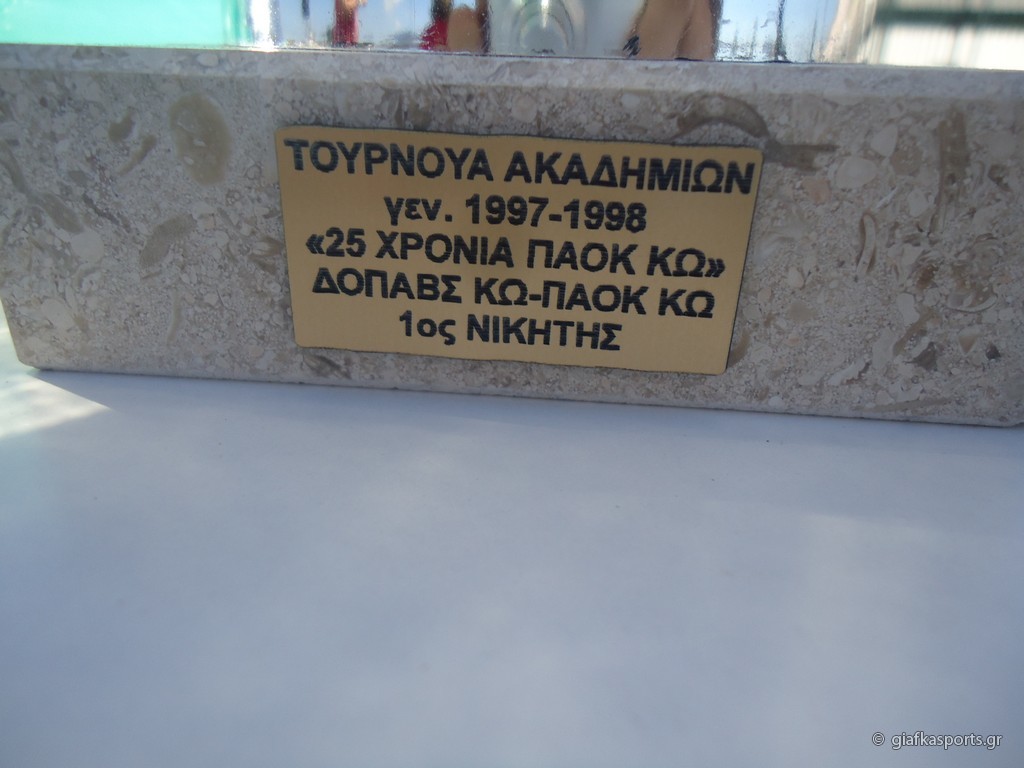 ΤΟΥΡΝΟΥΑ ΑΚΑΔΗΜΙΩΝ
γεν. 1997-1998
«25 ΧΡΟΝΙΑ ΠΑΟΚ ΚΩ»
ΔΟΠΑΒΣ ΚΩ-ΠΑΟΚ ΚΩ
1ος ΝΙΚΗΤΗΣ
© giafkasports.gr